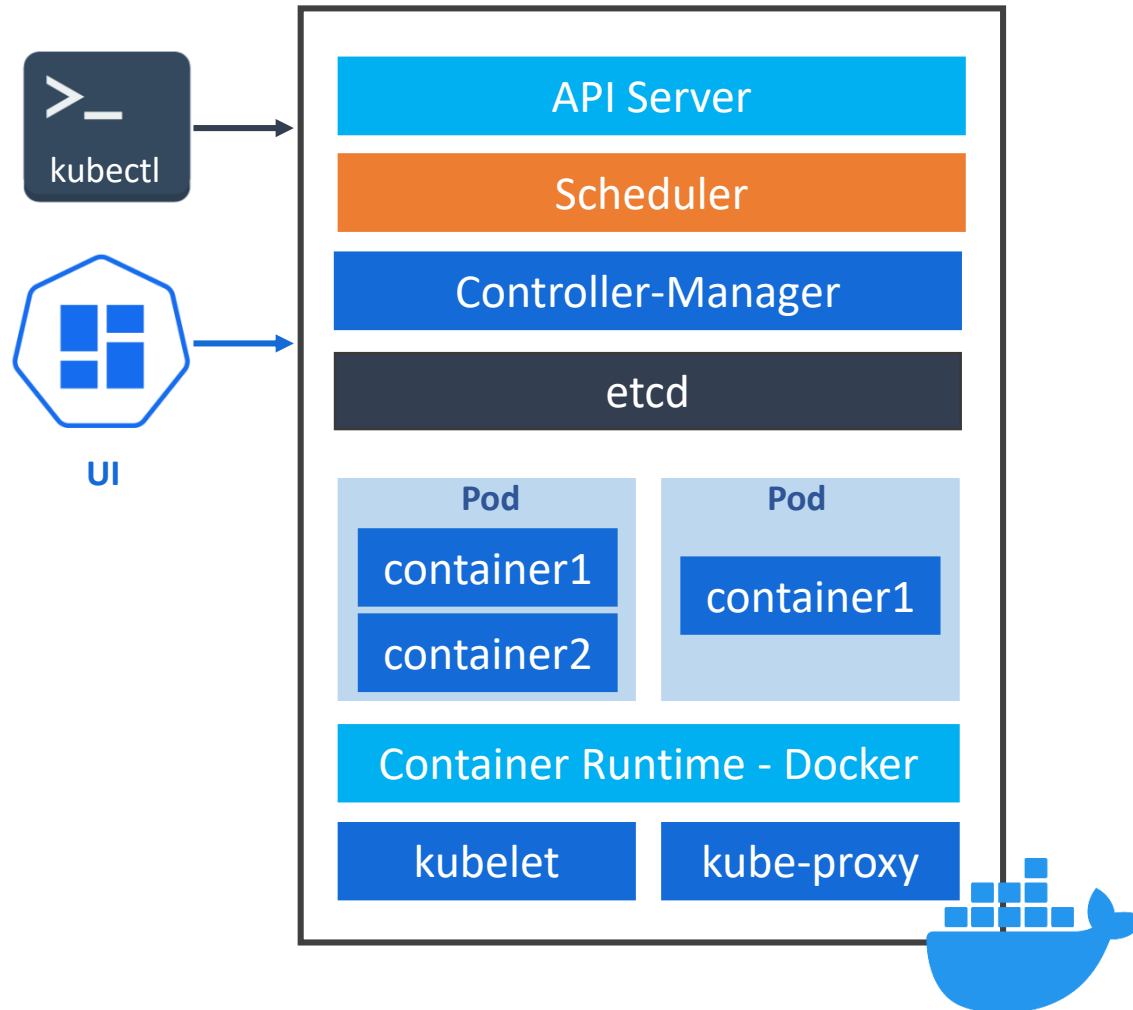 >_
kubectl
UI
API Server
Scheduler
Controller-Manager
etcd
Pod
container1
container2
Pod
container1
Container Runtime - Docker
kubelet
kube-proxy